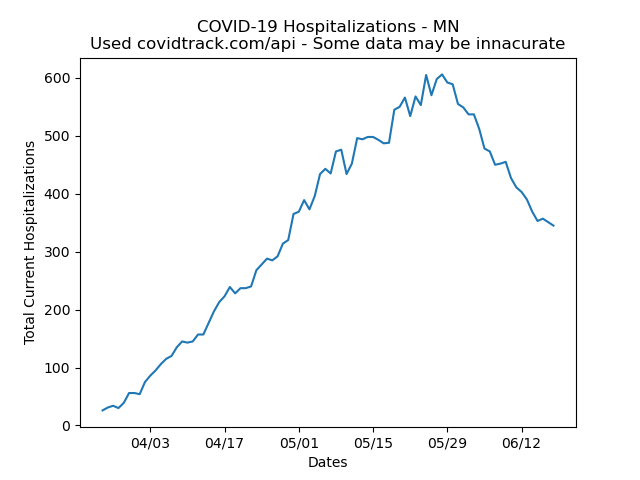 COVID-19 Hospitalizations - MN
Used covidtrack.com/api - Some data may be innacurate
600
500
400
300
200
100
0
Total Current Hospitalizations
04/03 04/17 05/01 05/15 05/29 06/12
Dates